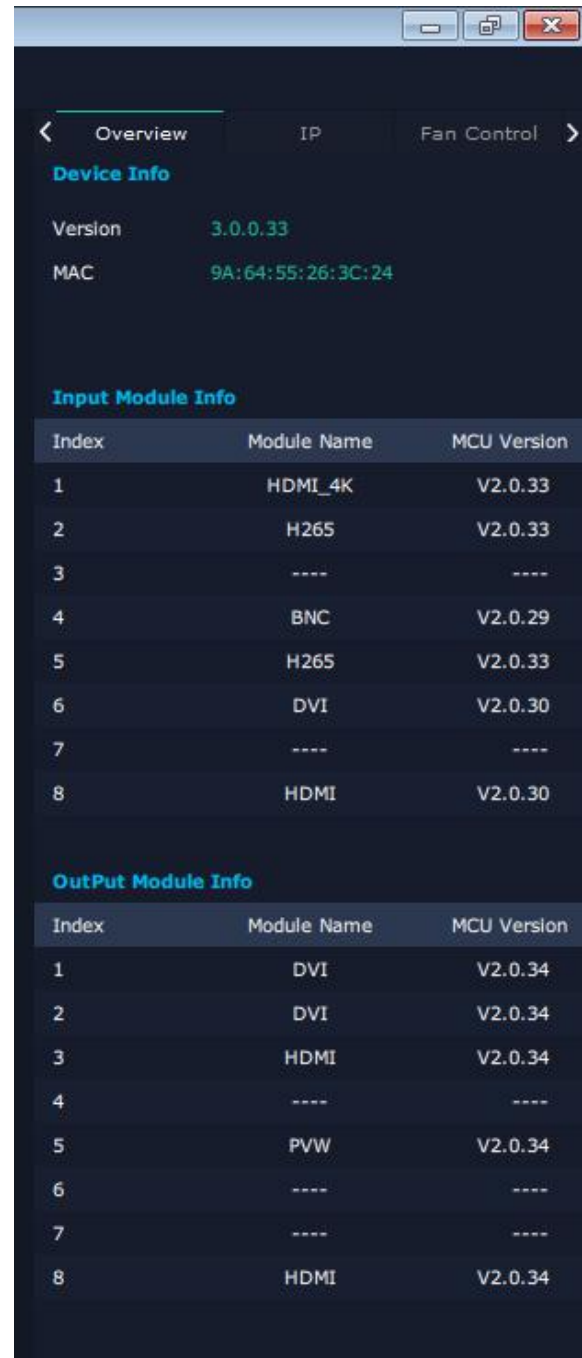 Overview IP Fan Control
Device Info
Version 3.0.0.33
MAC 9A:64:55:26:3C:24
Input Module Info
Index Module Name MCU Version
1 HDMI_4K V2.0.33
2 H265 V2.0.33
3 ---- ----
4 BNC V2.0.29
5 H265 V2.0.33
6 DVI V2.0.30
7 ---- ----
8 HDMI V2.0.30
OutPut Module Info
Index Module Name MCU Version
1 DVI V2.0.34
2 DVI V2.0.34
3 HDMI V2.0.34
4 ---- ----
5 PVW V2.0.34
6 ---- ----
7 ---- ----
8 HDMI V2.0.34